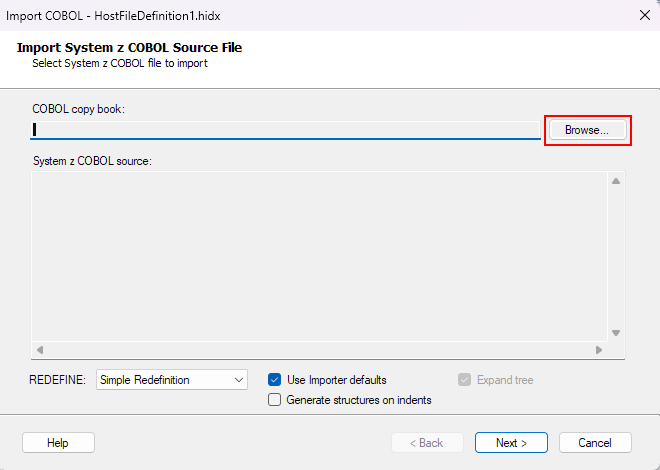 Import COBOL - HostFileDefinition1.hidx
Import System z COBOL Source File
Select System z COBOL file to import
COBOL copy book:
Browse...
System z COBOL source:
REDEFINE:
Simple Redefinition
Use Importer defaults
Expand tree
Generate structures on indents
Help
< Back
Next >
Cancel